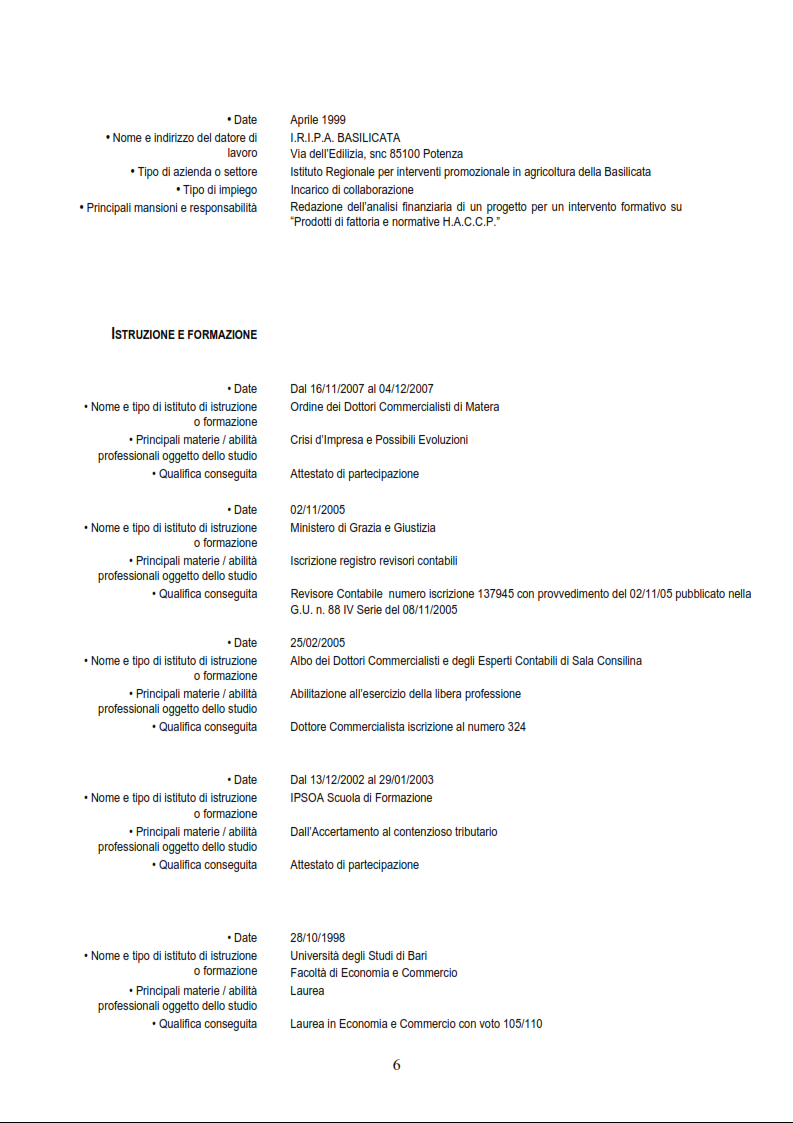 • Date Aprile 1999
• Nome e indirizzo del datore di I.R.I.P.A. BASILICATA
lavoro Via dell'Edilizia, snc 85100 Potenza
• Tipo di azienda o settore Istituto Regionale per interventi promozionale in agricoltura della Basilicata
• Tipo di impiego Incarico di collaborazione
• Principali mansioni e responsabilità Redazione dell'analisi finanziaria di un progetto per un intervento formativo su
“Prodotti di fattoria e normative H.A.C.C.P.”
ISTRUZIONE E FORMAZIONE
• Date Dal 16/11/2007 al 04/12/2007
• Nome e tipo di istituto di istruzione Ordine dei Dottori Commercialisti di Matera
o formazione
• Principali materie / abilità Crisi d'Impresa e Possibili Evoluzioni
professionali oggetto dello studio
• Qualifica conseguita Attestato di partecipazione
• Date 02/11/2005
• Nome e tipo di istituto di istruzione Ministero di Grazia e Giustizia
o formazione
• Principali materie / abilità Iscrizione registro revisori contabili
professionali oggetto dello studio
• Qualifica conseguita Revisore Contabile numero iscrizione 137945 con provvedimento del 02/11/05 pubblicato nella
G.U. n. 88 IV Serie del 08/11/2005
• Date 25/02/2005
• Nome e tipo di istituto di istruzione Albo dei Dottori Commercialisti e degli Esperti Contabili di Sala Consilina
o formazione
• Principali materie / abilità Abilitazione all'esercizio della libera professione
professionali oggetto dello studio
• Qualifica conseguita Dottore Commercialista iscrizione al numero 324
• Date Dal 13/12/2002 al 29/01/2003
• Nome e tipo di istituto di istruzione IPSOA Scuola di Formazione
o formazione
• Principali materie / abilità Dall'Accertamento al contenzioso tributario
professionali oggetto dello studio
• Qualifica conseguita Attestato di partecipazione
• Date 28/10/1998
• Nome e tipo di istituto di istruzione Università degli Studi di Bari
o formazione Facoltà di Economia e Commercio
• Principali materie / abilità Laurea
professionali oggetto dello studio
• Qualifica conseguita Laurea in Economia e Commercio con voto 105/110
6